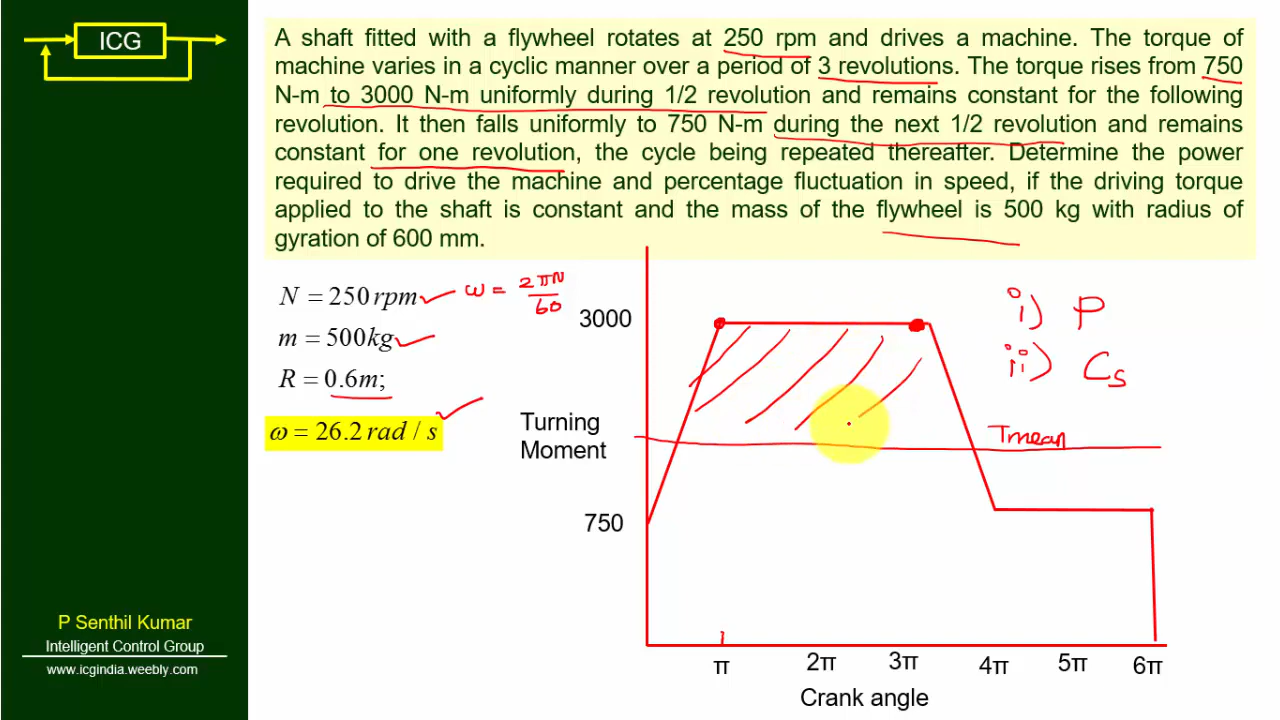 ICG
A shaft fitted with a flywheel rotates at 250 rpm and drives a machine. The torque of
machine varies in a cyclic manner over a period of 3 revolutions. The torque rises from 750
N-m to 3000 N-m uniformly during 1/2 revolution and remains constant for the following
revolution. It then falls uniformly to 750 N-m during the next 1/2 revolution and remains
constant for one revolution, the cycle being repeated thereafter. Determine the power
required to drive the machine and percentage fluctuation in speed, if the driving torque
applied to the shaft is constant and the mass of the flywheel is 500 kg with radius of
gyration of 600 mm.
N = 250 rpm
ω = 2πN/60
m = 500kg
R = 0.6m;
ω = 26.2 rad / s
i) P
ii) Cs
3000
Turning
Moment
Tmean
750
π 2π 3π 4π 5π 6π
Crank angle
P Senthil Kumar
Intelligent Control Group
www.icgindia.weebly.com